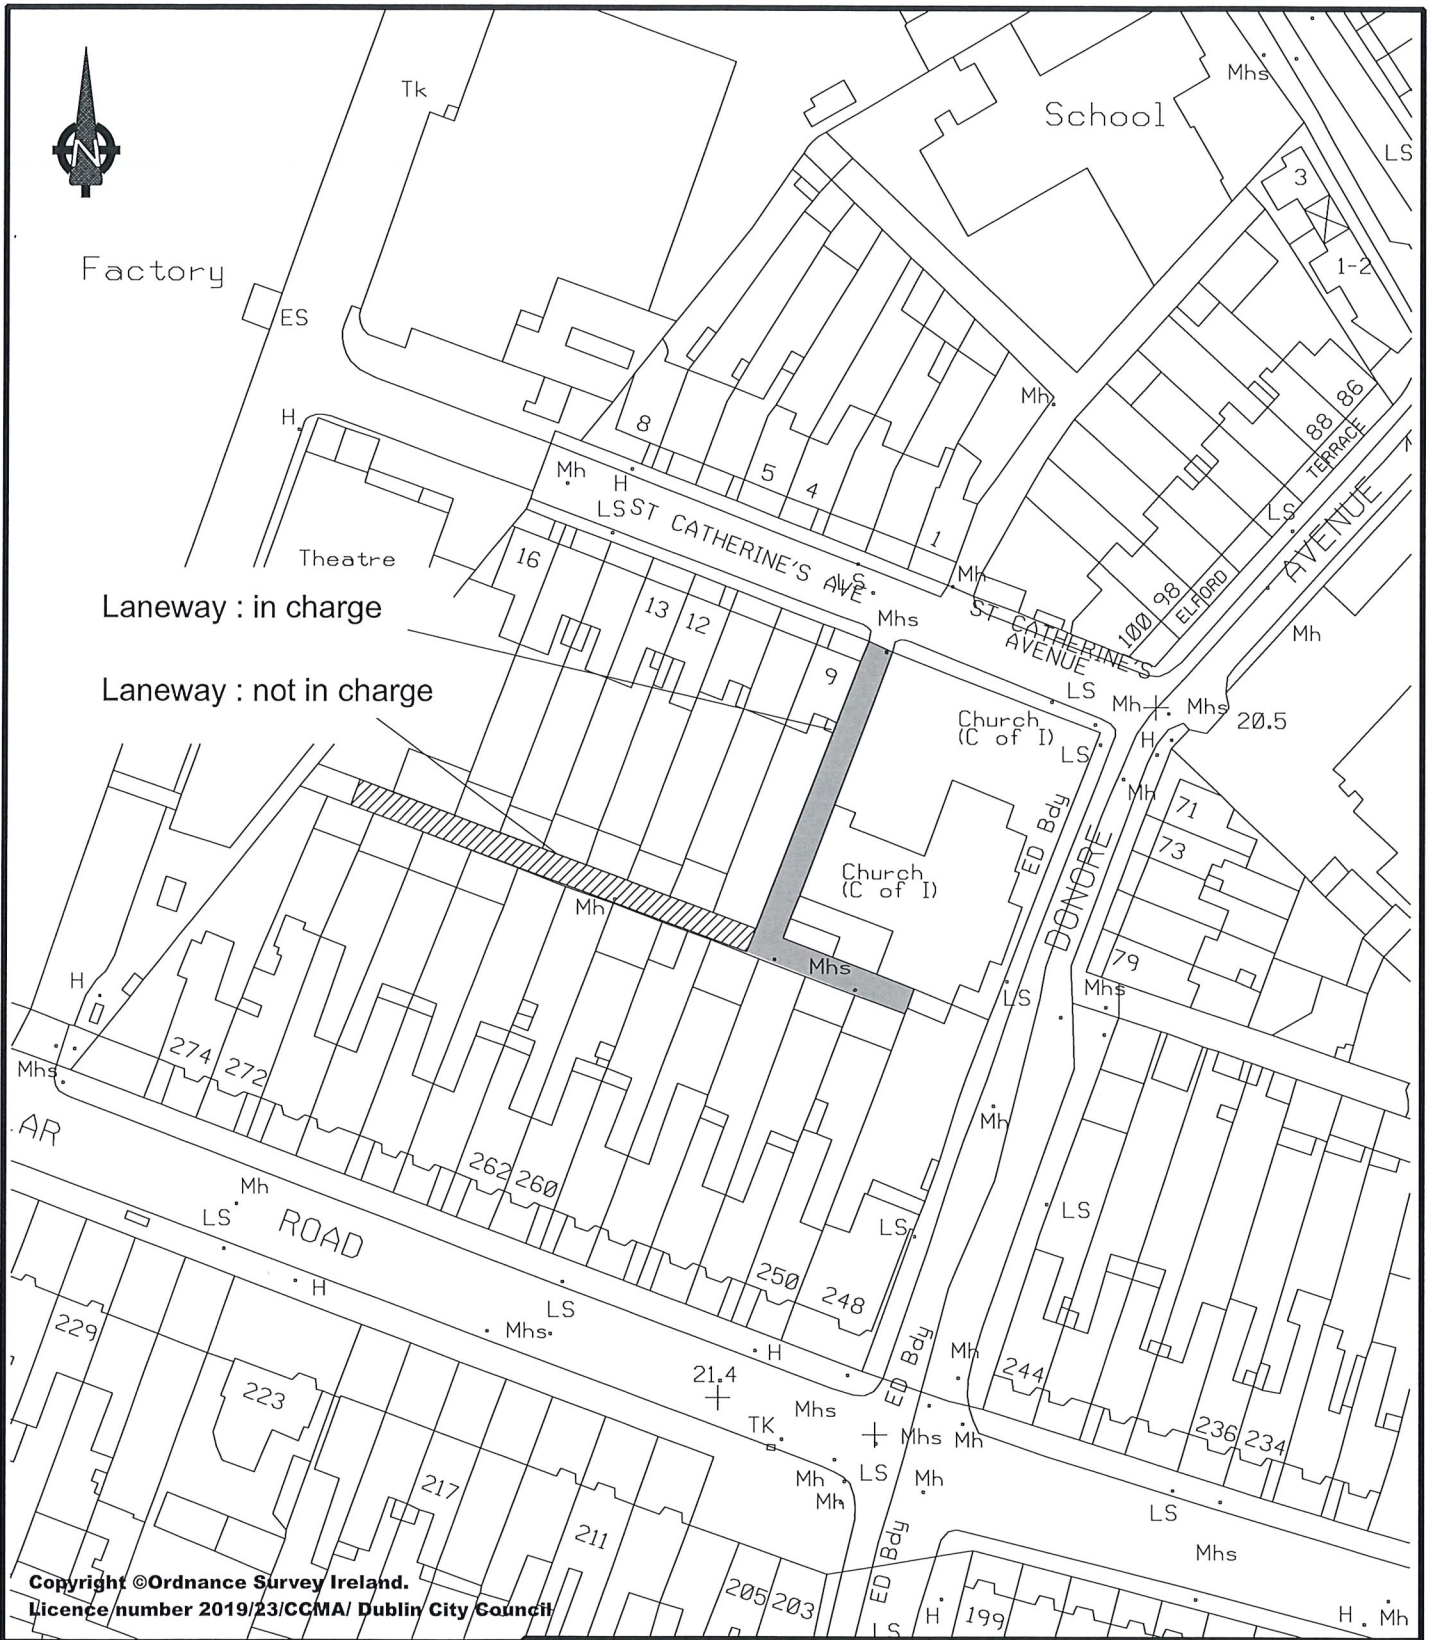 N
Tk
School
Mhs
LS
3
1-2
Factory
ES
H
8
5
4
1
Mh
88 86
TERRACE
LS
AVENUE
Mh
H
LS
ST CATHERINE'S AVE
LS
16
Theatre
13
12
Mh
Mhs
100 98
ELFORD
Mh
Laneway : in charge
ST CATHERINE'S
AVENUE
9
LS
Mh
Mhs
20.5
Laneway : not in charge
Church
(C of I)
LS
H
Mh
71
73
ED Bdy
DONORE
Church
(C of I)
Mh
79
Mhs
Mhs
LS
H
274 272
Mhs
AR
Mh
262 260
Mh
LS
ROAD
LS
LS
250
248
H
LS
Mhs
H
229
223
21.4
ED Bdy
Mh
244
TK
Mhs
Mhs
Mh
236 234
LS
Mh
Mh
Mh
217
LS
211
Mhs
ED Bdy
205 203
LS
H
199
H
Mh
Copyright ©Ordnance Survey Ireland.
Licence number 2019/23/CCMA/ Dublin City Council